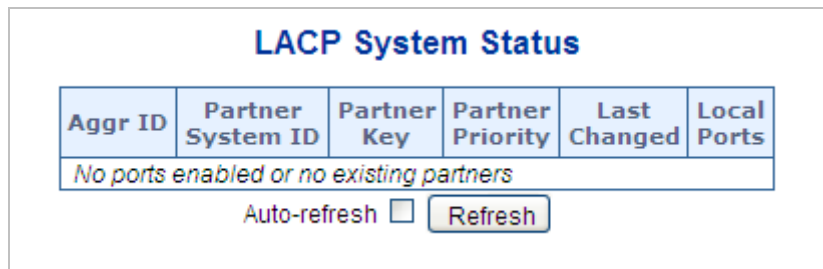 LACP System Status
Aggr ID Partner System ID Partner Key Partner Priority Last Changed Local Ports
No ports enabled or no existing partners
Auto-refresh Refresh